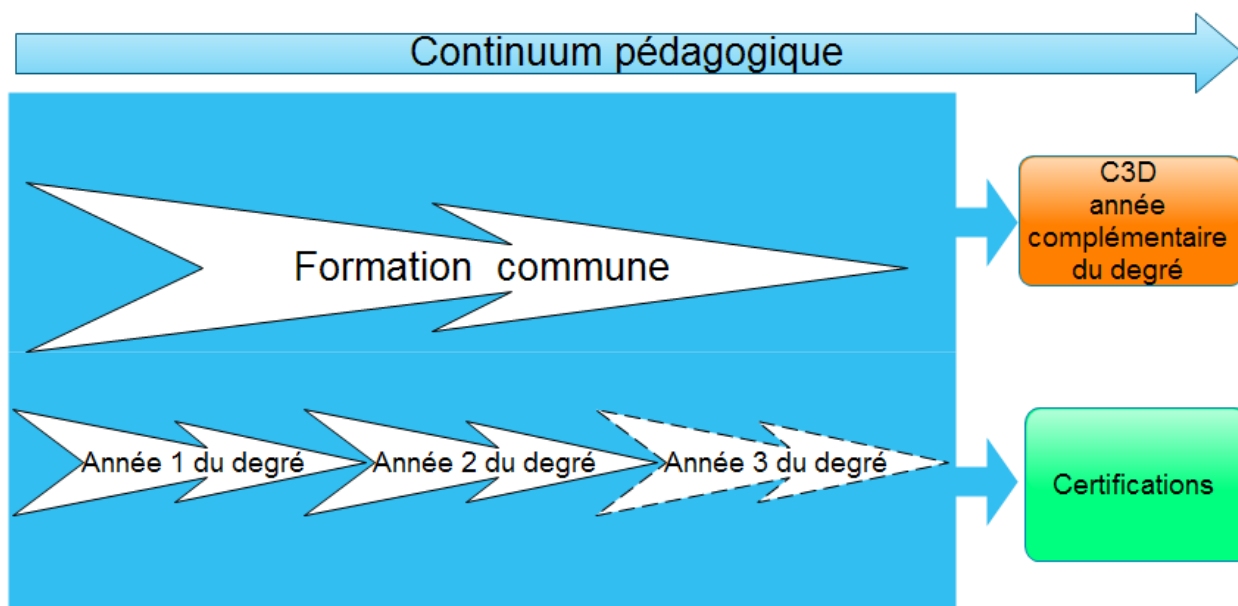 Continuum pédagogique
Formation commune
C3D
année
complémentaire
du degré
Année 1 du degré
Année 2 du degré
Année 3 du degré
Certifications